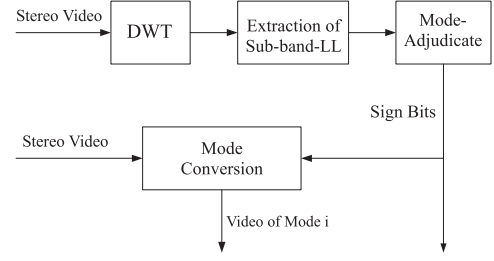 Stereo Video
DWT
Extraction of
Sub-band-LL
Mode-
Adjudicate
Sign Bits
Stereo Video
Mode
Conversion
Video of Mode i